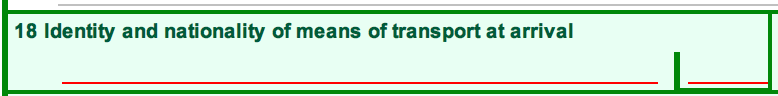 18 Identity and nationality of means of transport at arrival